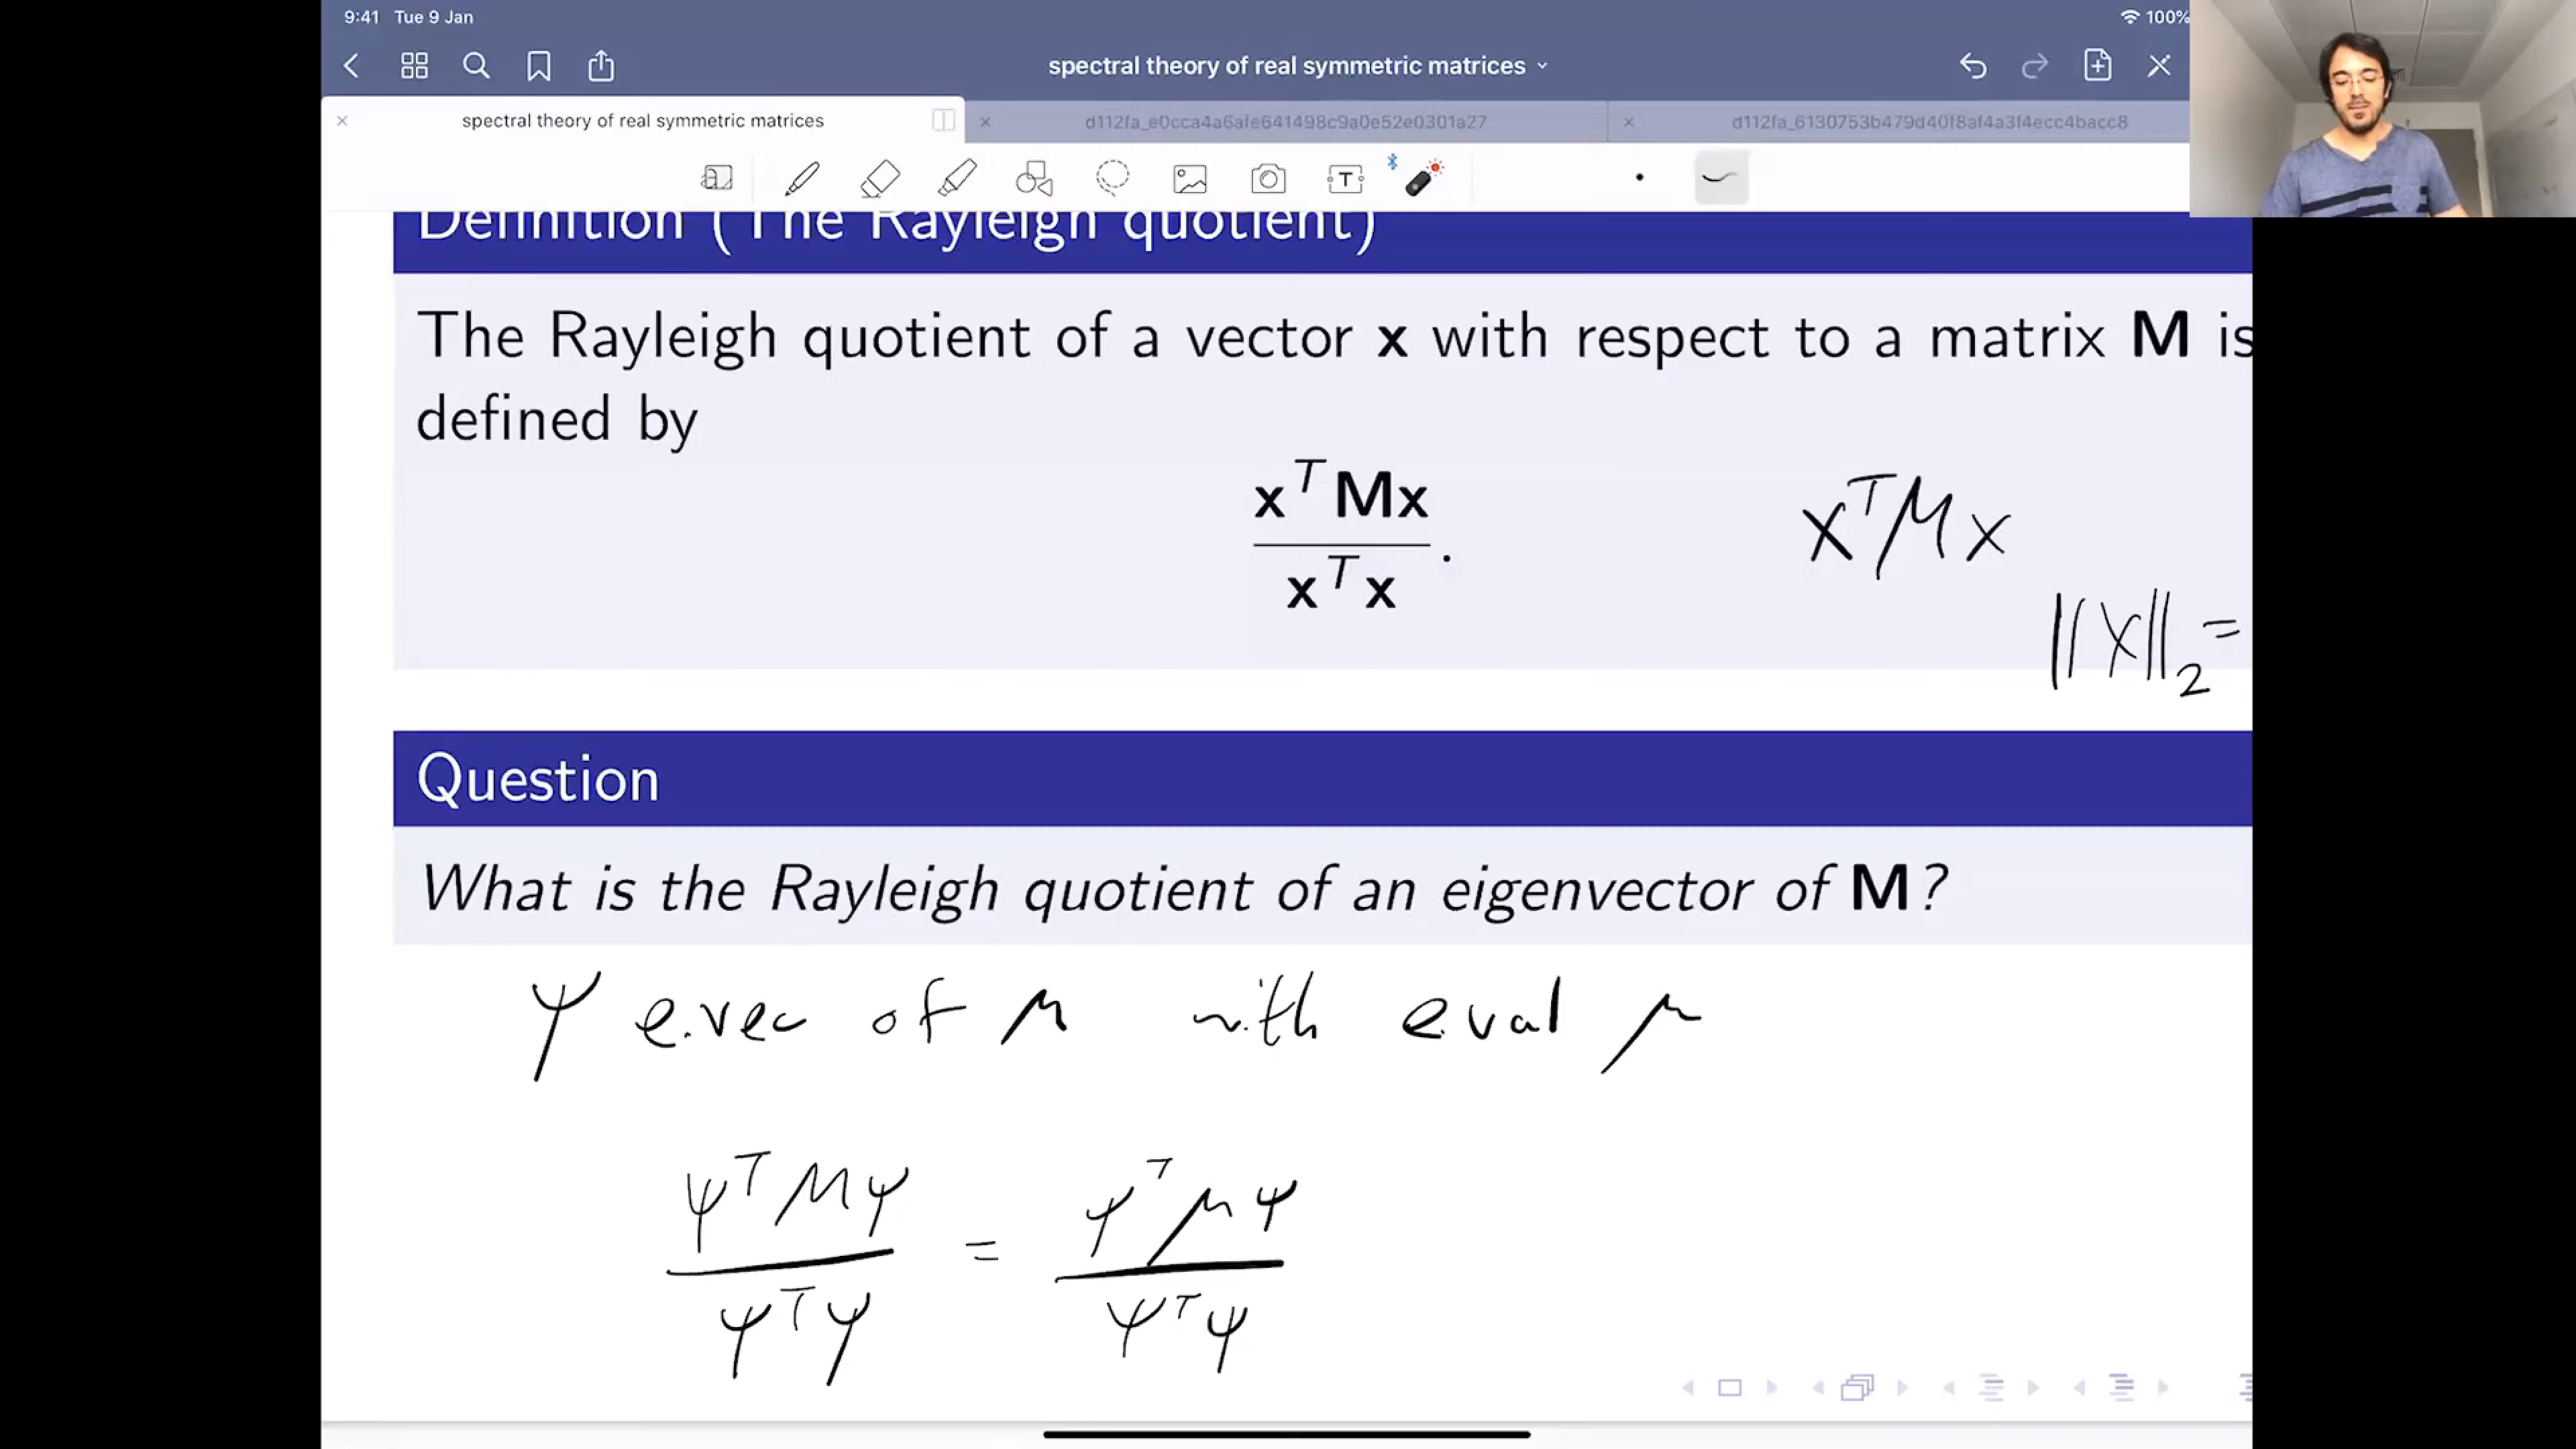 9:41 Tue 9 Jan 100%
spectral theory of real symmetric matrices
spectral theory of real symmetric matrices d112fa_e0cca4a6afe641498c9a0e52e0301a27 d112fa_6130753b479d40f8af4a3f4ecc4bacc8
Definition (The Rayleigh quotient)
The Rayleigh quotient of a vector x with respect to a matrix M is
defined by
x^T M x / x^T x .
x^T M x
||x||_2 =
Question
What is the Rayleigh quotient of an eigenvector of M?
ψ e.vec of M with e.val μ
ψ^T M ψ / ψ^T ψ = ψ^T μ ψ / ψ^T ψ